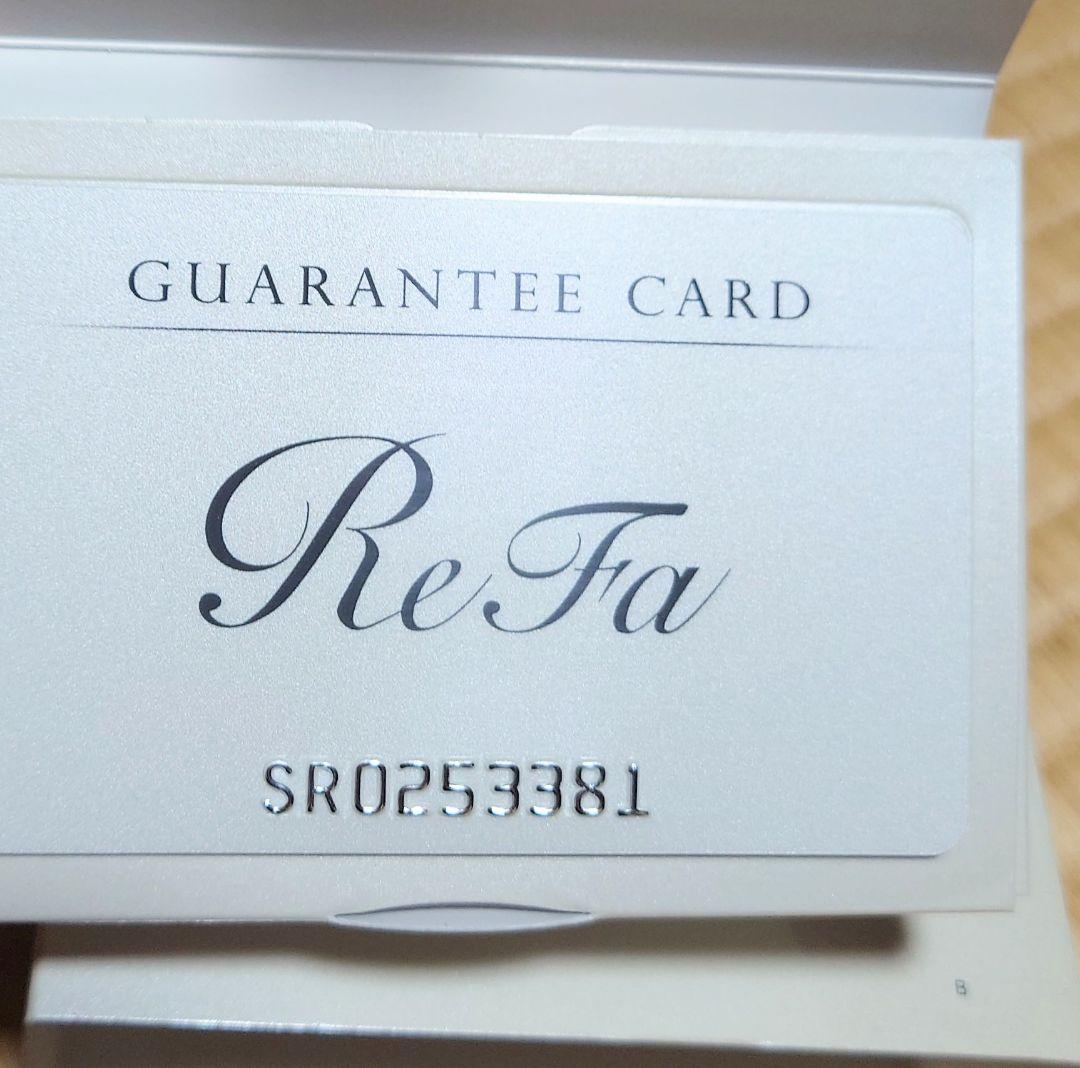 GUARANTEE CARD
ReFa
SR0253381
B